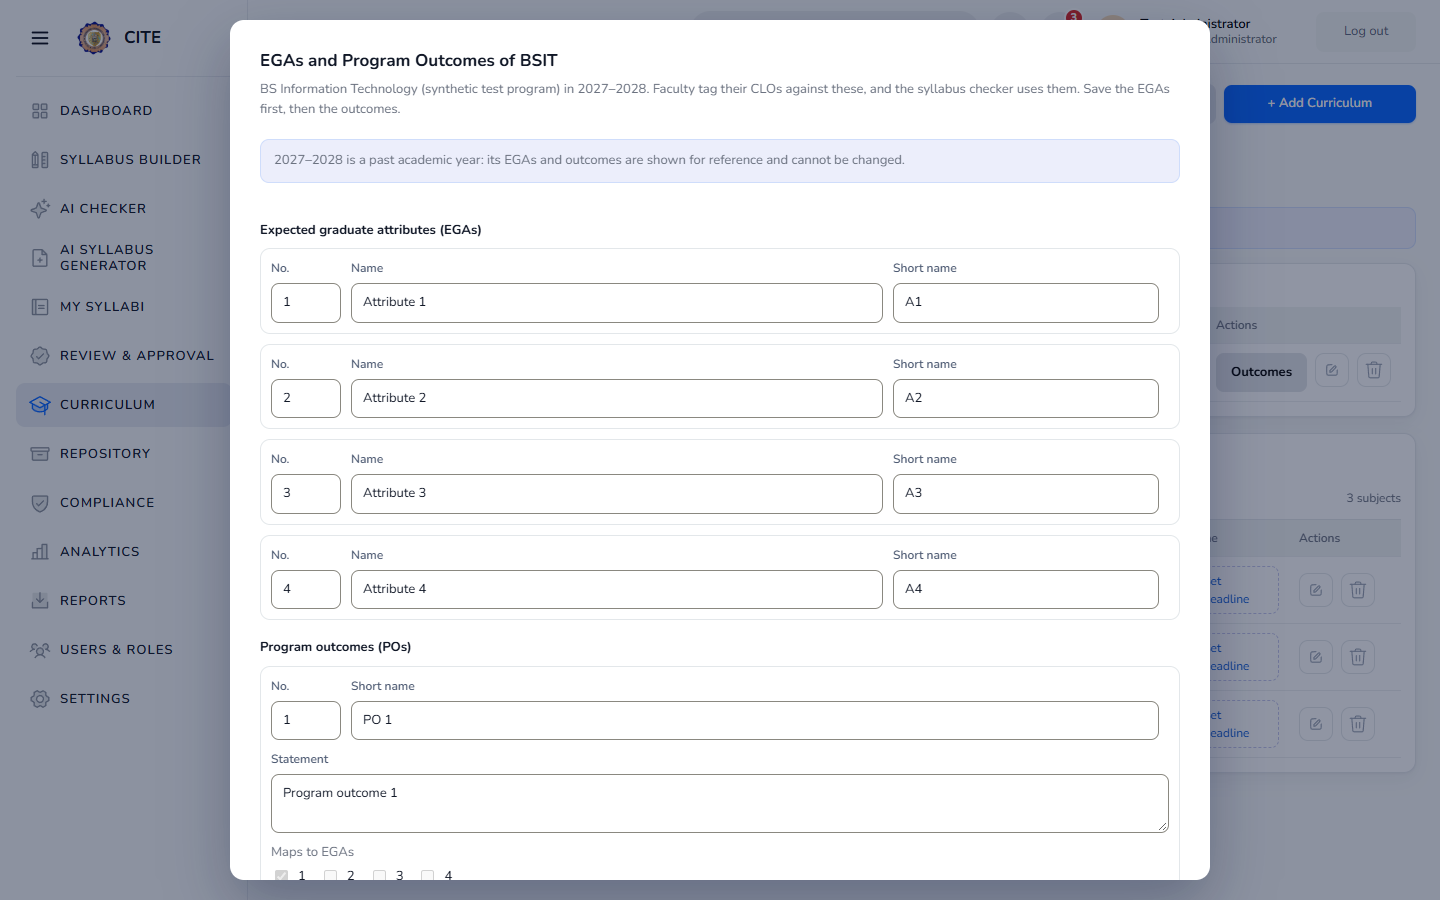 CITE
DASHBOARD
SYLLABUS BUILDER
AI CHECKER
AI SYLLABUS
GENERATOR
MY SYLLABI
REVIEW & APPROVAL
CURRICULUM
REPOSITORY
COMPLIANCE
ANALYTICS
REPORTS
USERS & ROLES
SETTINGS
3
Log out
+ Add Curriculum
EGAs and Program Outcomes of BSIT
BS Information Technology (synthetic test program) in 2027–2028. Faculty tag their CLOs against these, and the syllabus checker uses them. Save the EGAs
first, then the outcomes.
2027–2028 is a past academic year: its EGAs and outcomes are shown for reference and cannot be changed.
Expected graduate attributes (EGAs)
No. Name Short name
1 Attribute 1 A1
No. Name Short name
2 Attribute 2 A2
No. Name Short name
3 Attribute 3 A3
No. Name Short name
4 Attribute 4 A4
Program outcomes (POs)
No. Short name
1 PO 1
Statement
Program outcome 1
Maps to EGAs
1 2 3 4
Actions
Outcomes
3 subjects
Actions